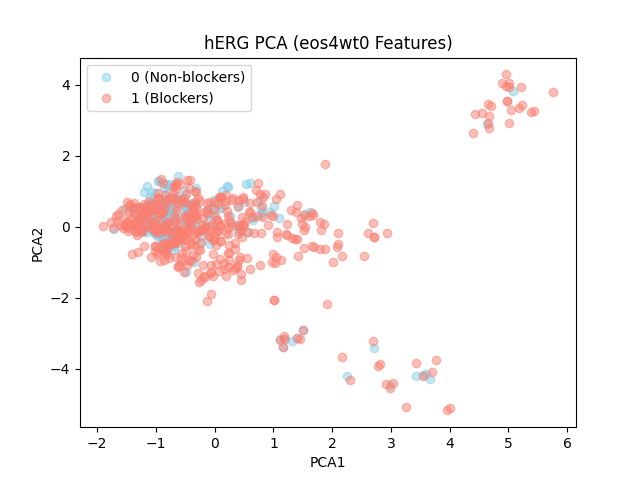 hERG PCA (eos4wt0 Features)
0 (Non-blockers)
1 (Blockers)
4
2
0
−2
−4
PCA2
−2 −1 0 1 2 3 4 5 6
PCA1